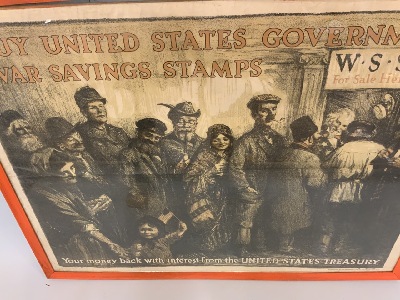 UY UNITED STATES GOVERNM
WAR SAVINGS STAMPS
W·S·S
For Sale He
Your money back with interest from the UNITED STATES TREASURY